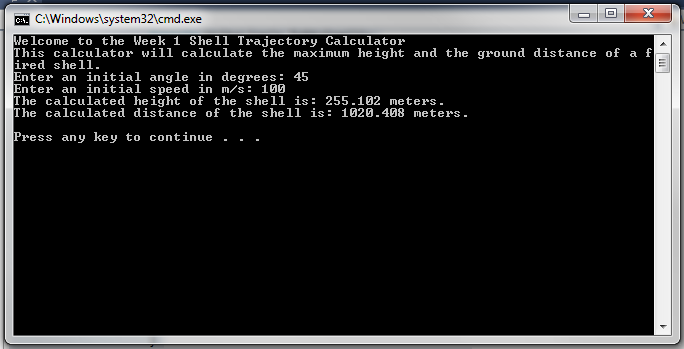 C:\Windows\system32\cmd.exe
Welcome to the Week 1 Shell Trajectory Calculator
This calculator will calculate the maximum height and the ground distance of a f
ired shell.
Enter an initial angle in degrees: 45
Enter an initial speed in m/s: 100
The calculated height of the shell is: 255.102 meters.
The calculated distance of the shell is: 1020.408 meters.
Press any key to continue . . .